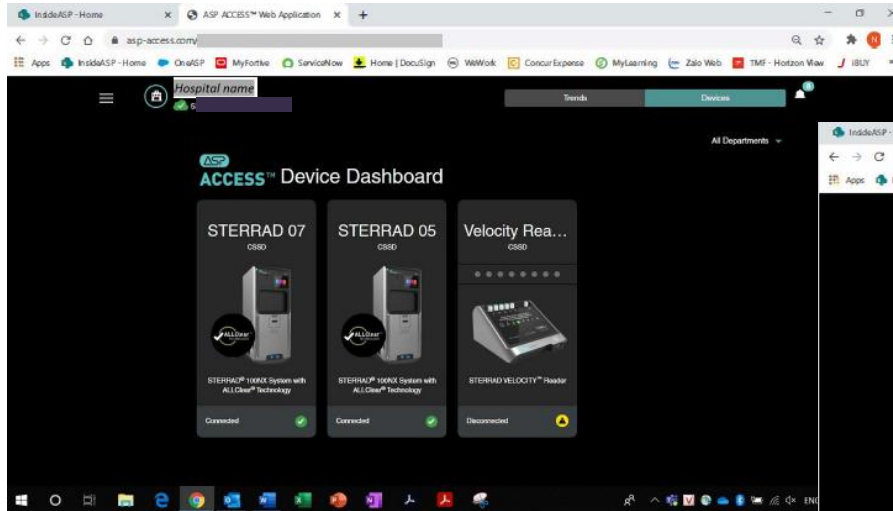 InsideASP - Home
ASP ACCESS™ Web Application
asp-access.com/
Apps
InsideASP - Home
OneASP
MyFortive
ServiceNow
Home | DocuSign
WeWork
Concur Expense
MyLearning
Zalo Web
TMF - Horizon View
iBUY
Hospital name
Trends
Devices
All Departments
InsideASP -
Apps
ASP
ACCESS™ Device Dashboard
STERRAD 07
CSSD
STERRAD® 100NX System with
ALLClear® Technology
Connected
STERRAD 05
CSSD
STERRAD® 100NX System with
ALLClear® Technology
Connected
Velocity Rea...
CSSD
STERRAD VELOCITY™ Reader
Disconnected
ENG